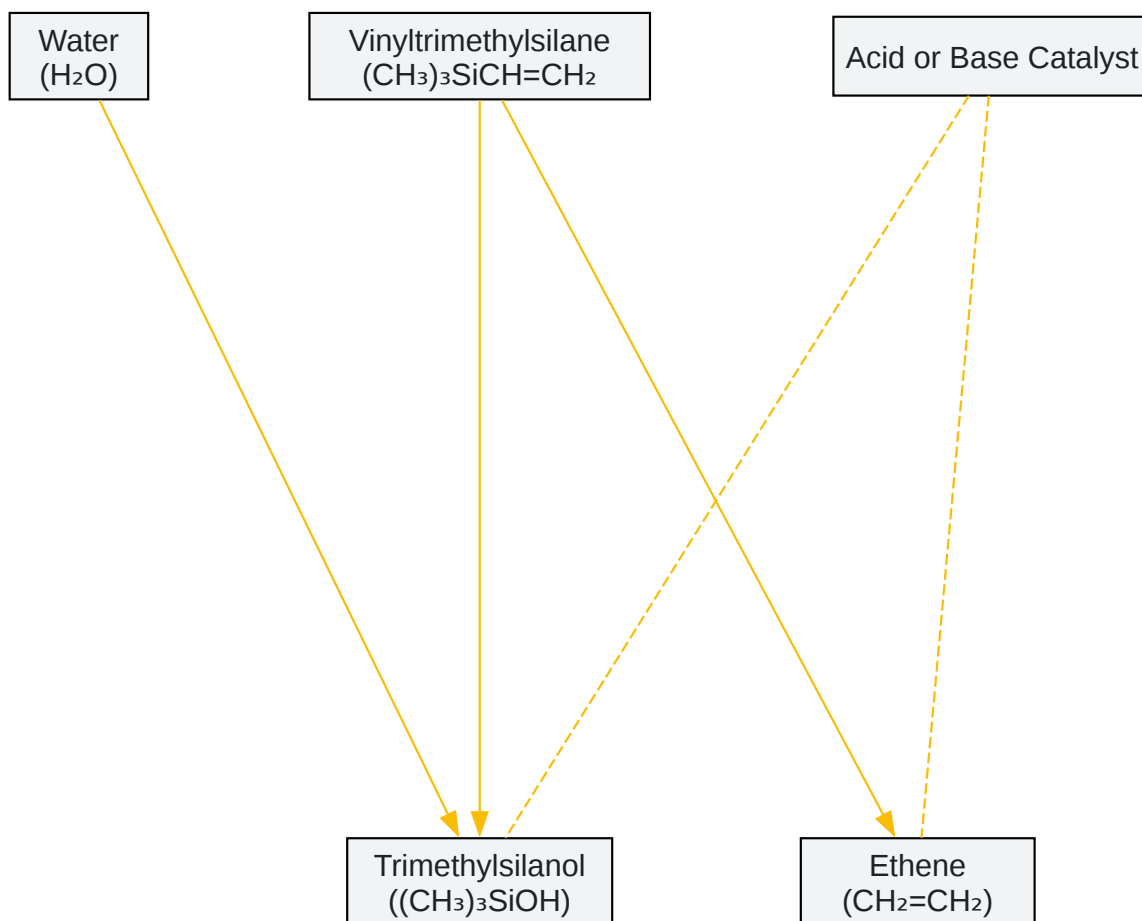 Water
(H₂O)
Vinyltrimethylsilane
(CH₃)₃SiCH=CH₂
Acid or Base Catalyst
Trimethylsilanol
((CH₃)₃SiOH)
Ethene
(CH₂=CH₂)